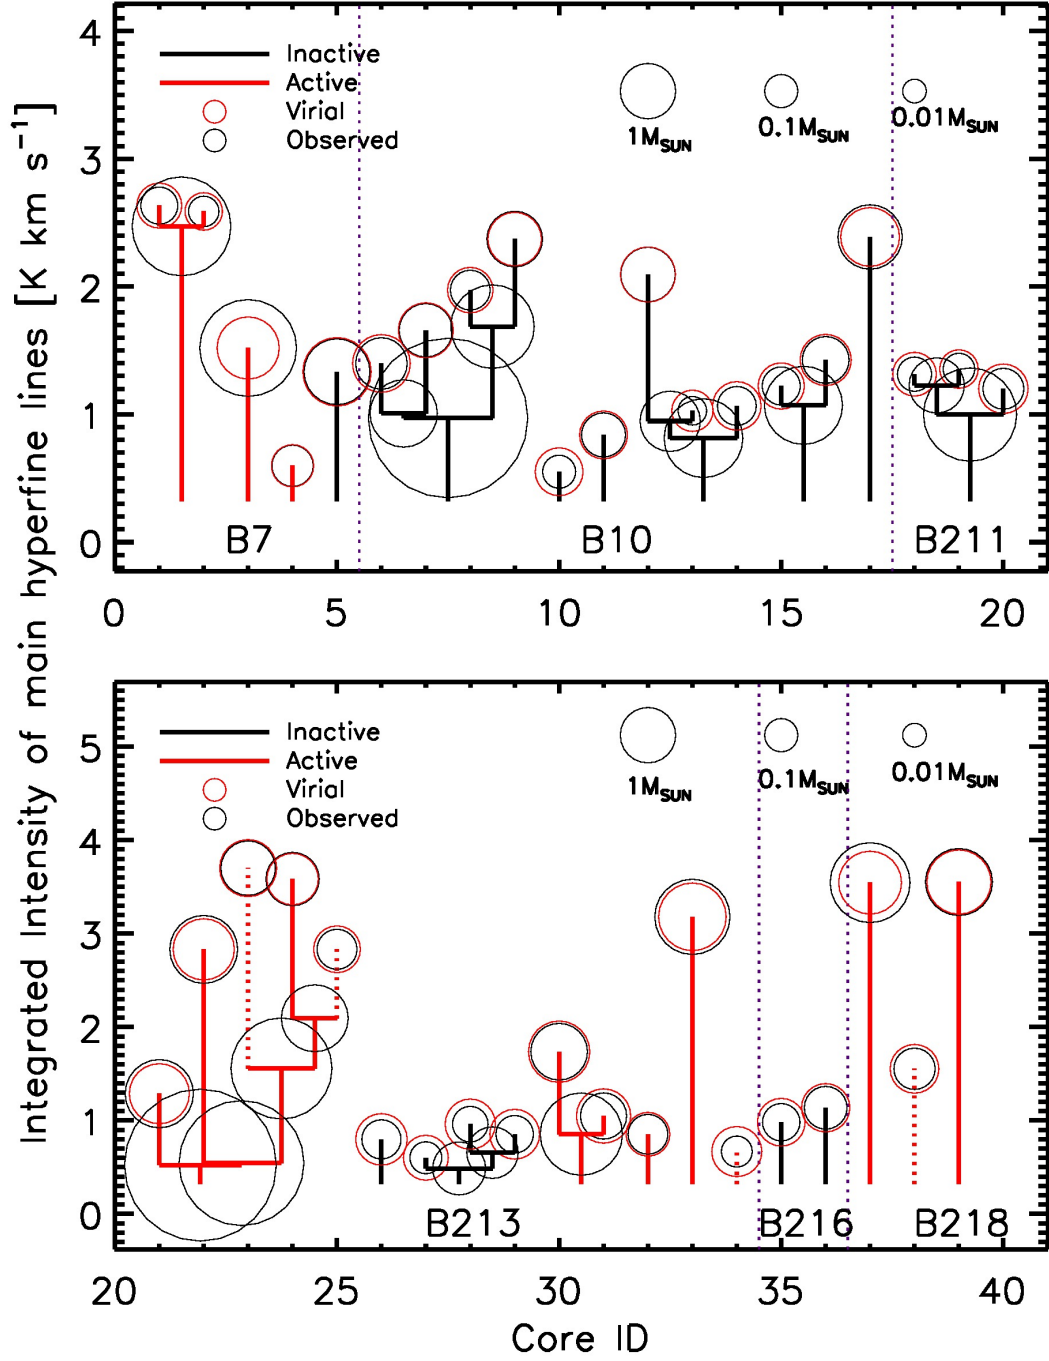 Integrated Intensity of main hyperfine lines [K km s⁻¹]
4
3
2
1
0
Inactive
Active
Virial
Observed
1M_SUN
0.1M_SUN
0.01M_SUN
B7
B10
B211
0 5 10 15 20
5
4
3
2
1
0
Inactive
Active
Virial
Observed
1M_SUN
0.1M_SUN
0.01M_SUN
B213
B216
B218
20 25 30 35 40
Core ID